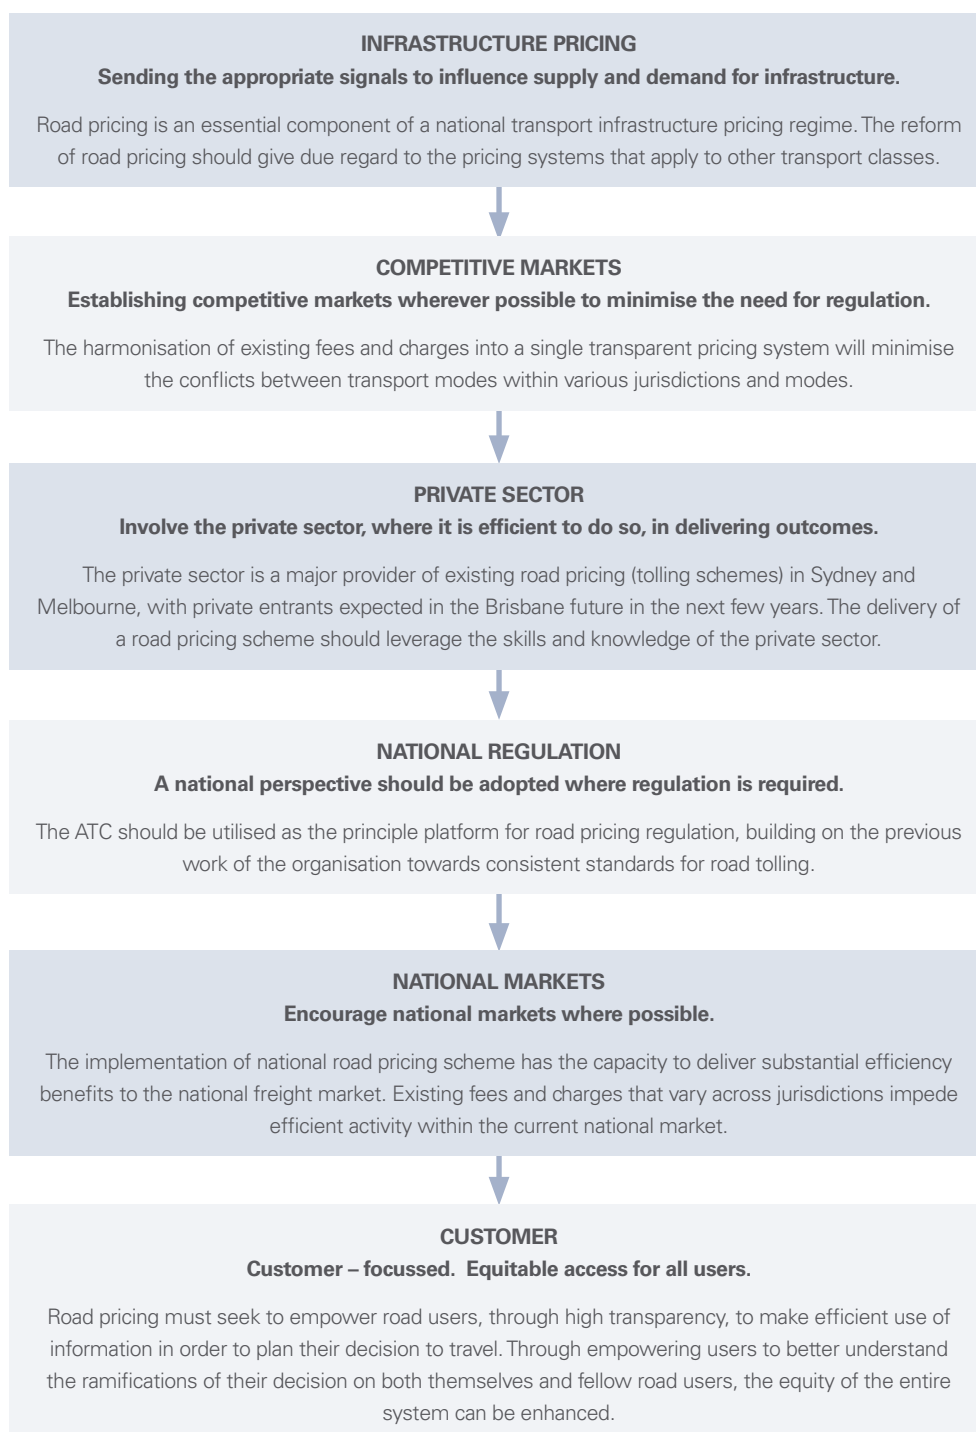 INFRASTRUCTURE PRICING
Sending the appropriate signals to influence supply and demand for infrastructure.
Road pricing is an essential component of a national transport infrastructure pricing regime. The reform
of road pricing should give due regard to the pricing systems that apply to other transport classes.
COMPETITIVE MARKETS
Establishing competitive markets wherever possible to minimise the need for regulation.
The harmonisation of existing fees and charges into a single transparent pricing system will minimise
the conflicts between transport modes within various jurisdictions and modes.
PRIVATE SECTOR
Involve the private sector, where it is efficient to do so, in delivering outcomes.
The private sector is a major provider of existing road pricing (tolling schemes) in Sydney and
Melbourne, with private entrants expected in the Brisbane future in the next few years. The delivery of
a road pricing scheme should leverage the skills and knowledge of the private sector.
NATIONAL REGULATION
A national perspective should be adopted where regulation is required.
The ATC should be utilised as the principle platform for road pricing regulation, building on the previous
work of the organisation towards consistent standards for road tolling.
NATIONAL MARKETS
Encourage national markets where possible.
The implementation of national road pricing scheme has the capacity to deliver substantial efficiency
benefits to the national freight market. Existing fees and charges that vary across jurisdictions impede
efficient activity within the current national market.
CUSTOMER
Customer – focussed. Equitable access for all users.
Road pricing must seek to empower road users, through high transparency, to make efficient use of
information in order to plan their decision to travel. Through empowering users to better understand
the ramifications of their decision on both themselves and fellow road users, the equity of the entire
system can be enhanced.